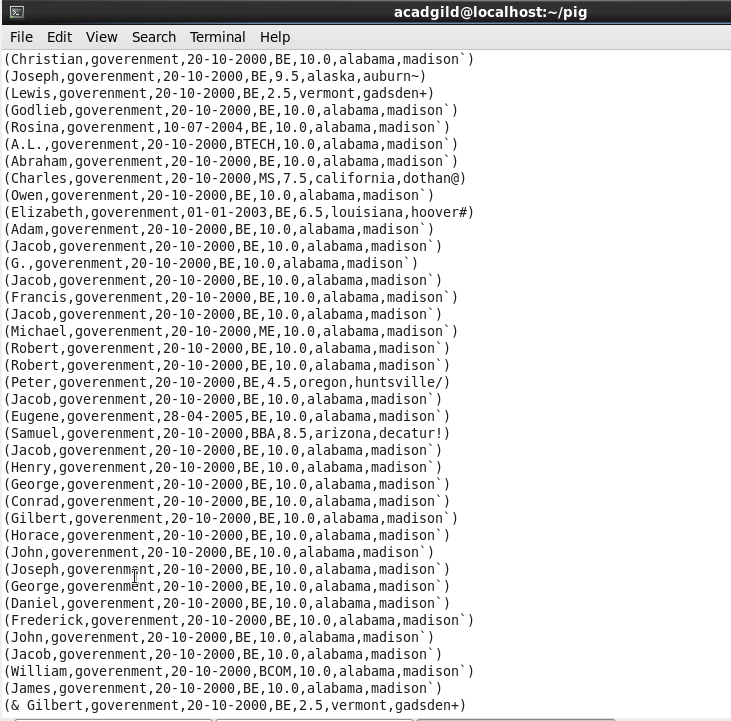 acadgild@localhost:~/pig
File Edit View Search Terminal Help
(Christian,goverenment,20-10-2000,BE,10.0,alabama,madison`)
(Joseph,goverenment,20-10-2000,BE,9.5,alaska,auburn~)
(Lewis,goverenment,20-10-2000,BE,2.5,vermont,gadsden+)
(Godlieb,goverenment,20-10-2000,BE,10.0,alabama,madison`)
(Rosina,goverenment,10-07-2004,BE,10.0,alabama,madison`)
(A.L.,goverenment,20-10-2000,BTECH,10.0,alabama,madison`)
(Abraham,goverenment,20-10-2000,BE,10.0,alabama,madison`)
(Charles,goverenment,20-10-2000,MS,7.5,california,dothan@)
(Owen,goverenment,20-10-2000,BE,10.0,alabama,madison`)
(Elizabeth,goverenment,01-01-2003,BE,6.5,louisiana,hoover#)
(Adam,goverenment,20-10-2000,BE,10.0,alabama,madison`)
(Jacob,goverenment,20-10-2000,BE,10.0,alabama,madison`)
(G.,goverenment,20-10-2000,BE,10.0,alabama,madison`)
(Jacob,goverenment,20-10-2000,BE,10.0,alabama,madison`)
(Francis,goverenment,20-10-2000,BE,10.0,alabama,madison`)
(Jacob,goverenment,20-10-2000,BE,10.0,alabama,madison`)
(Michael,goverenment,20-10-2000,ME,10.0,alabama,madison`)
(Robert,goverenment,20-10-2000,BE,10.0,alabama,madison`)
(Robert,goverenment,20-10-2000,BE,10.0,alabama,madison`)
(Peter,goverenment,20-10-2000,BE,4.5,oregon,huntsville/)
(Jacob,goverenment,20-10-2000,BE,10.0,alabama,madison`)
(Eugene,goverenment,28-04-2005,BE,10.0,alabama,madison`)
(Samuel,goverenment,20-10-2000,BBA,8.5,arizona,decatur!)
(Jacob,goverenment,20-10-2000,BE,10.0,alabama,madison`)
(Henry,goverenment,20-10-2000,BE,10.0,alabama,madison`)
(George,goverenment,20-10-2000,BE,10.0,alabama,madison`)
(Conrad,goverenment,20-10-2000,BE,10.0,alabama,madison`)
(Gilbert,goverenment,20-10-2000,BE,10.0,alabama,madison`)
(Horace,goverenment,20-10-2000,BE,10.0,alabama,madison`)
(John,goverenment,20-10-2000,BE,10.0,alabama,madison`)
(Joseph,goverenment,20-10-2000,BE,10.0,alabama,madison`)
(George,goverenment,20-10-2000,BE,10.0,alabama,madison`)
(Daniel,goverenment,20-10-2000,BE,10.0,alabama,madison`)
(Frederick,goverenment,20-10-2000,BE,10.0,alabama,madison`)
(John,goverenment,20-10-2000,BE,10.0,alabama,madison`)
(Jacob,goverenment,20-10-2000,BE,10.0,alabama,madison`)
(William,goverenment,20-10-2000,BCOM,10.0,alabama,madison`)
(James,goverenment,20-10-2000,BE,10.0,alabama,madison`)
(& Gilbert,goverenment,20-10-2000,BE,2.5,vermont,gadsden+)